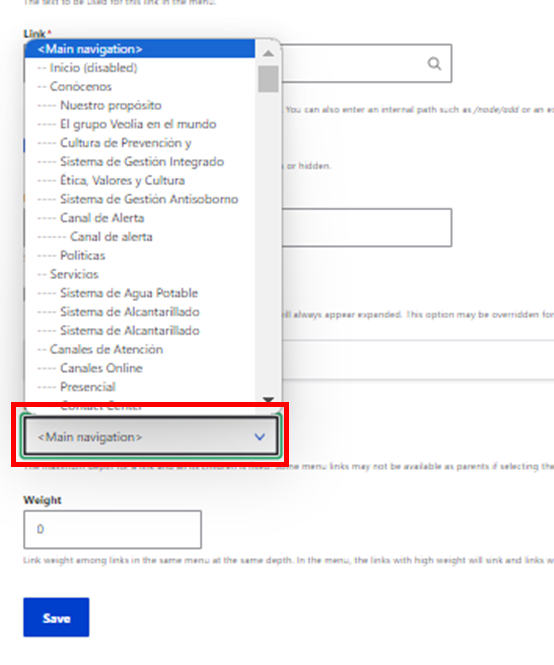 The text to be used for this link in the menu.
Link*
<Main navigation>
-- Inicio (disabled)
-- Conócenos
---- Nuestro propósito
---- El grupo Veolia en el mundo
You can also enter an internal path such as /node/add or an
---- Cultura de Prevención y
---- Sistema de Gestión Integrado
or hidden.
---- Ética, Valores y Cultura
---- Sistema de Gestión Antisoborno
---- Canal de Alerta
------ Canal de alerta
---- Políticas
-- Servicios
---- Sistema de Agua Potable
---- Sistema de Alcantarillado
will always appear expanded. This option may be overridden for
---- Sistema de Alcantarillado
-- Canales de Atención
---- Canales Online
---- Presencial
---- Contact Center
<Main navigation>
The maximum depth for a link and all its children is fixed. Some menu links may not be available as parents if selecting the
Weight
0
Link weight among links in the same menu at the same depth. In the menu, the links with high weight will sink and links
Save